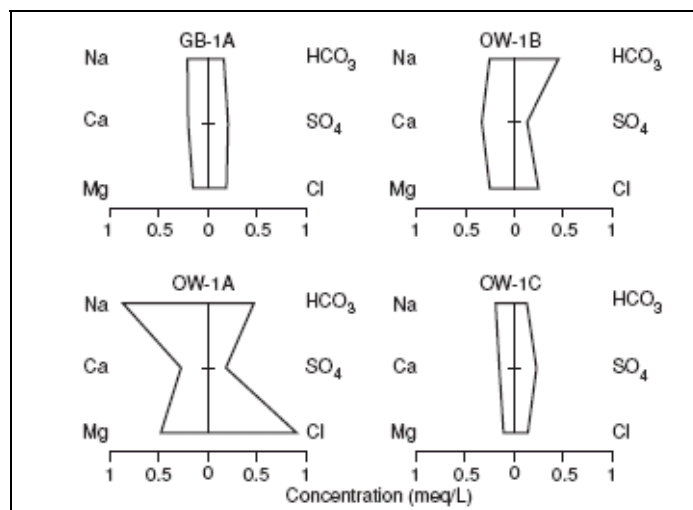 GB-1A
Na HCO₃
Ca SO₄
Mg Cl
1 0.5 0 0.5 1
OW-1B
Na HCO₃
Ca SO₄
Mg Cl
1 0.5 0 0.5 1
OW-1A
Na HCO₃
Ca SO₄
Mg Cl
1 0.5 0 0.5 1
OW-1C
Na HCO₃
Ca SO₄
Mg Cl
1 0.5 0 0.5 1
Concentration (meq/L)